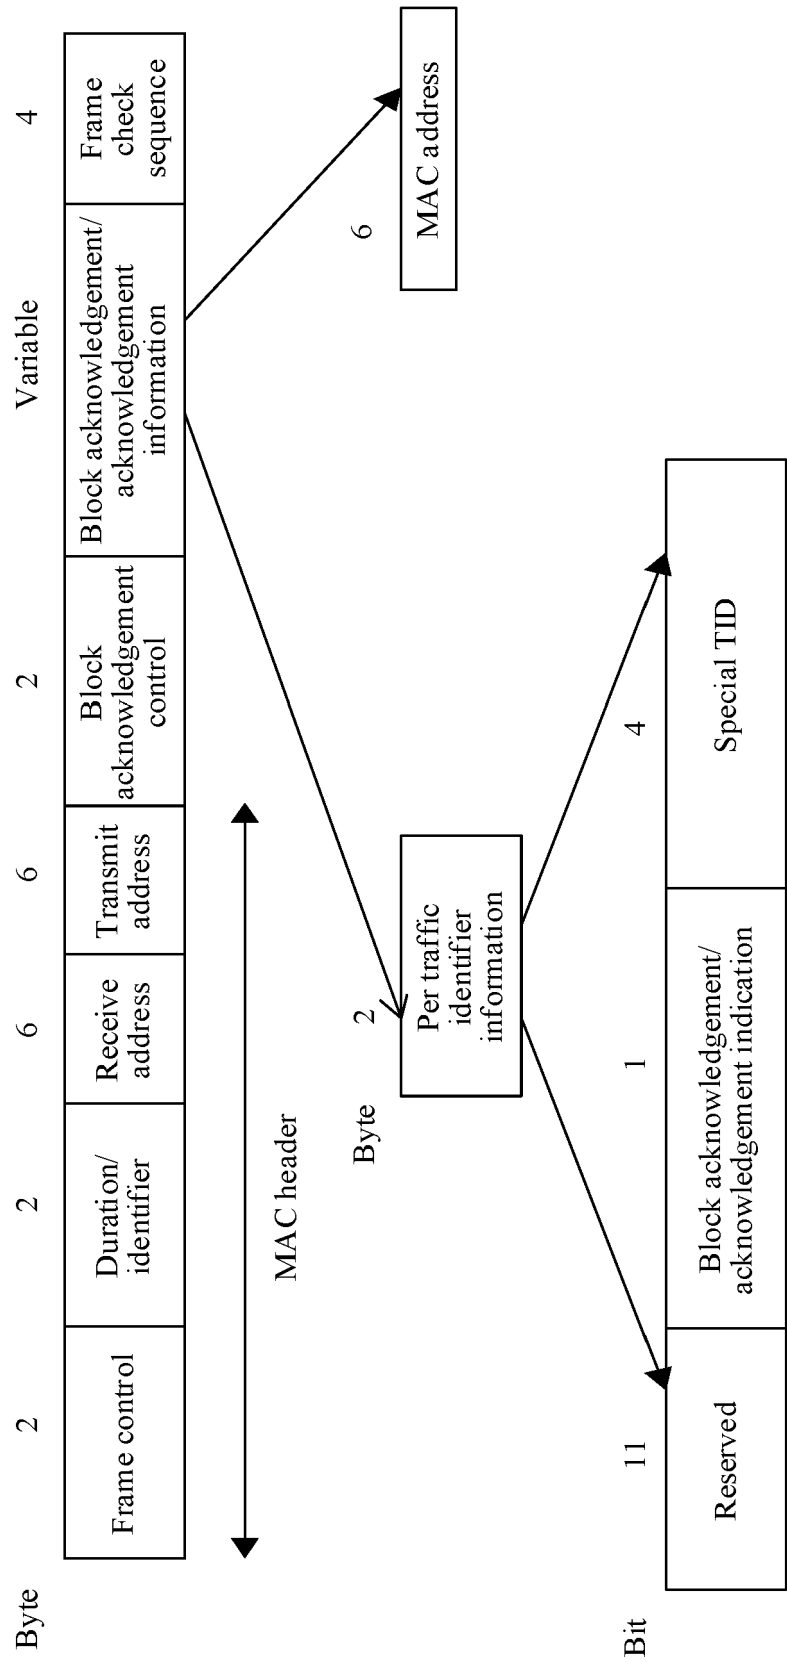 Byte
2
2
6
6
2
Variable
4
Frame control
Duration/
identifier
Receive
address
Transmit
address
Block
acknowledgement
control
Block acknowledgement/
acknowledgement
information
Frame
check
sequence
MAC header
Byte
2
6
Per traffic
identifier
information
MAC address
Bit
11
1
4
Reserved
Block acknowledgement/
acknowledgement indication
Special TID